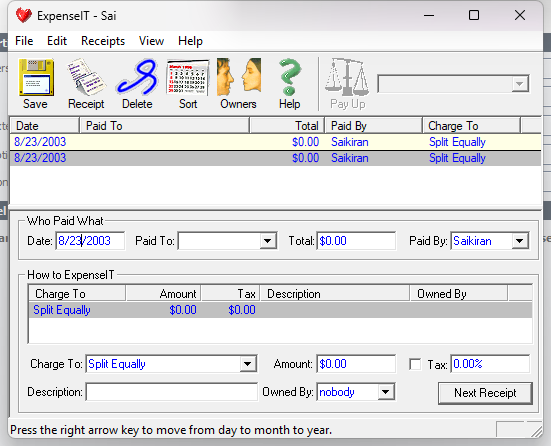 ExpenseIT - Sai
File Edit Receipts View Help
Save Receipt Delete Sort Owners Help Pay Up
Date Paid To Total Paid By Charge To
8/23/2003 $0.00 Saikiran Split Equally
8/23/2003 $0.00 Saikiran Split Equally
Who Paid What
Date: 8/23/2003 Paid To: Total: $0.00 Paid By: Saikiran
How to ExpenseIT
Charge To Amount Tax Description Owned By
Split Equally $0.00 $0.00
Charge To: Split Equally Amount: $0.00 Tax: 0.00%
Description: Owned By: nobody Next Receipt
Press the right arrow key to move from day to month to year.